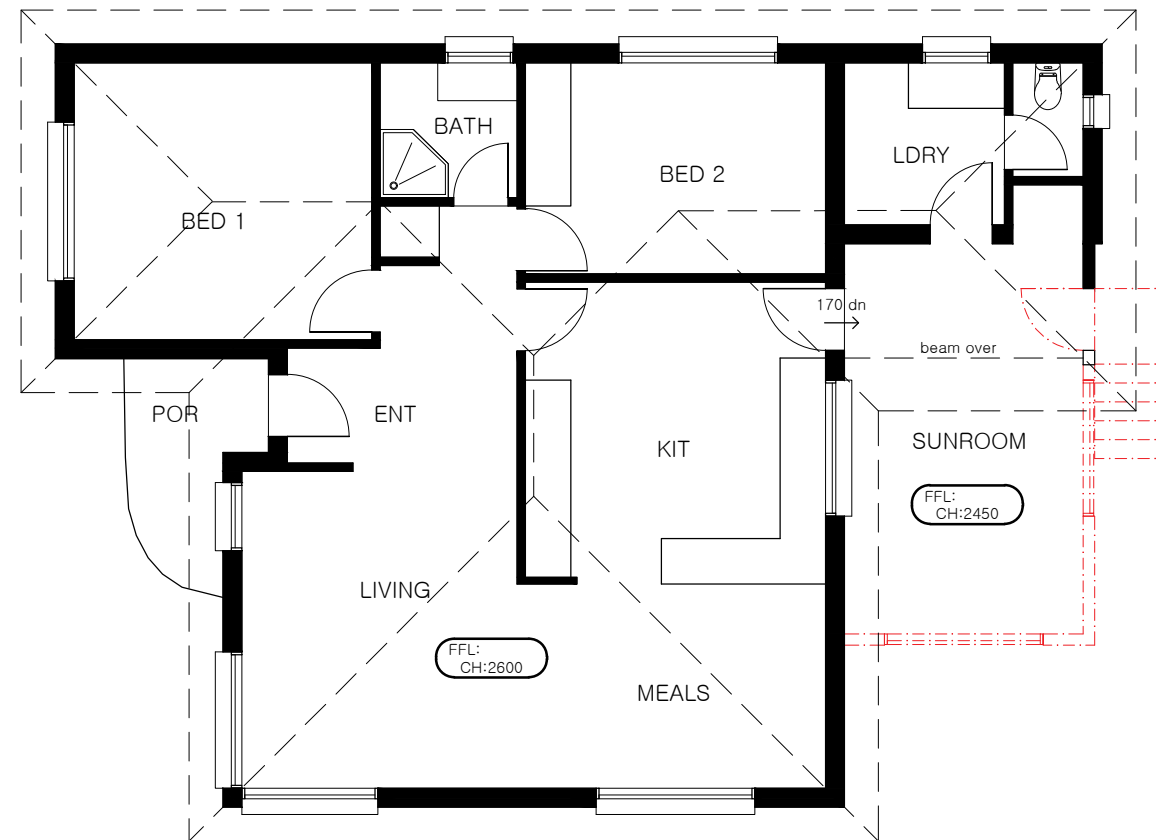 BATH
BED 2
LDRY
BED 1
170 dn
beam over
POR
ENT
KIT
SUNROOM
FFL:
CH:2450
LIVING
FFL:
CH:2600
MEALS